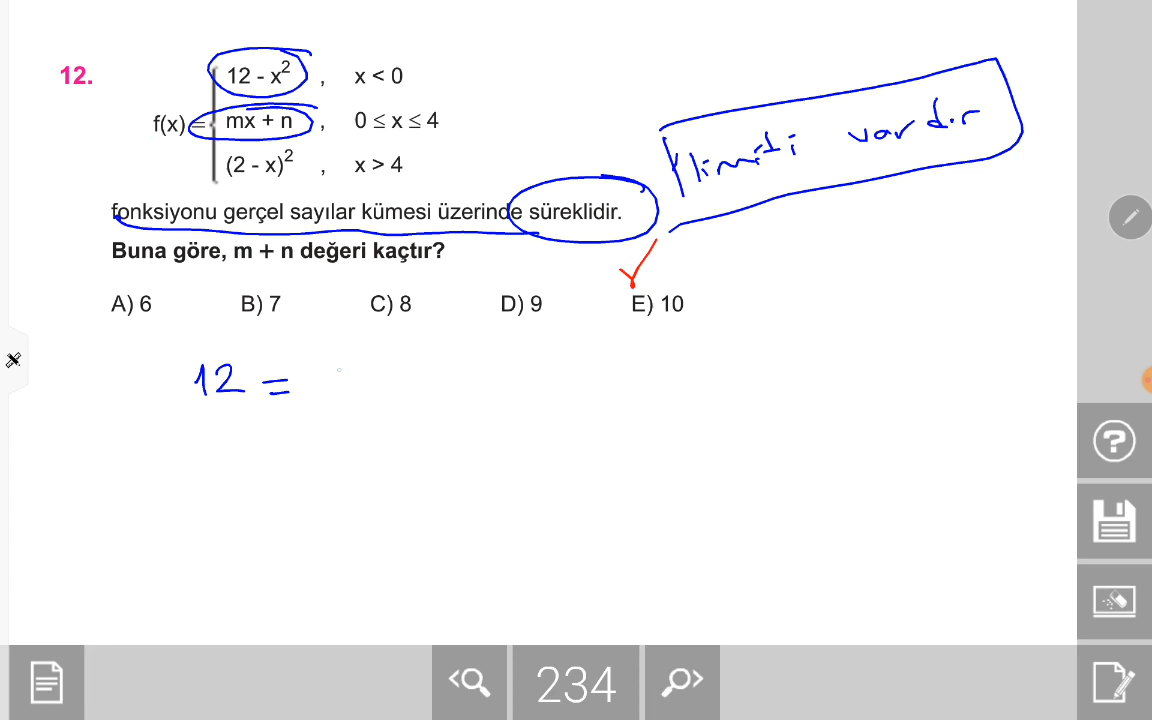 12.
12 - x² , x < 0
f(x) = mx + n , 0 ≤ x ≤ 4
(2 - x)² , x > 4
limiti vardır
fonksiyonu gerçel sayılar kümesi üzerinde süreklidir.
Buna göre, m + n değeri kaçtır?
A) 6 B) 7 C) 8 D) 9 E) 10
12 =
234